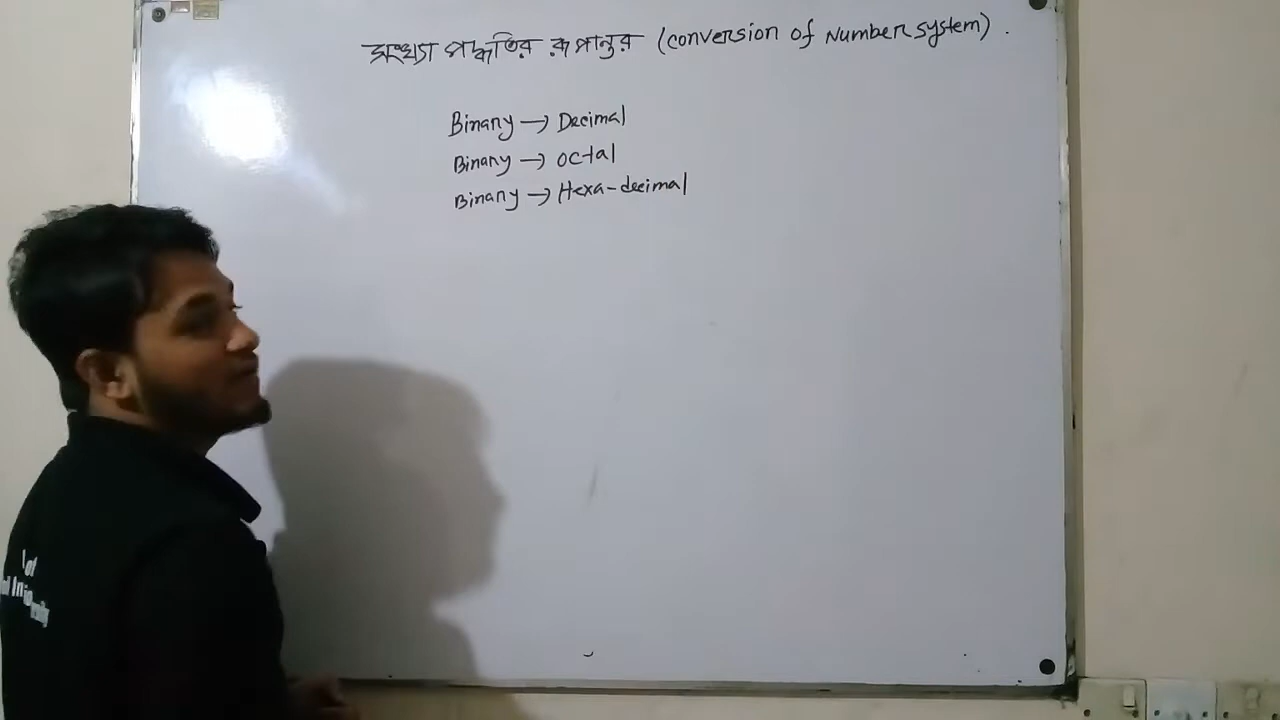 সংখ্যা পদ্ধতির রূপান্তর (conversion of Number system).
Binary → Decimal
Binary → octal
Binary → Hexa-decimal